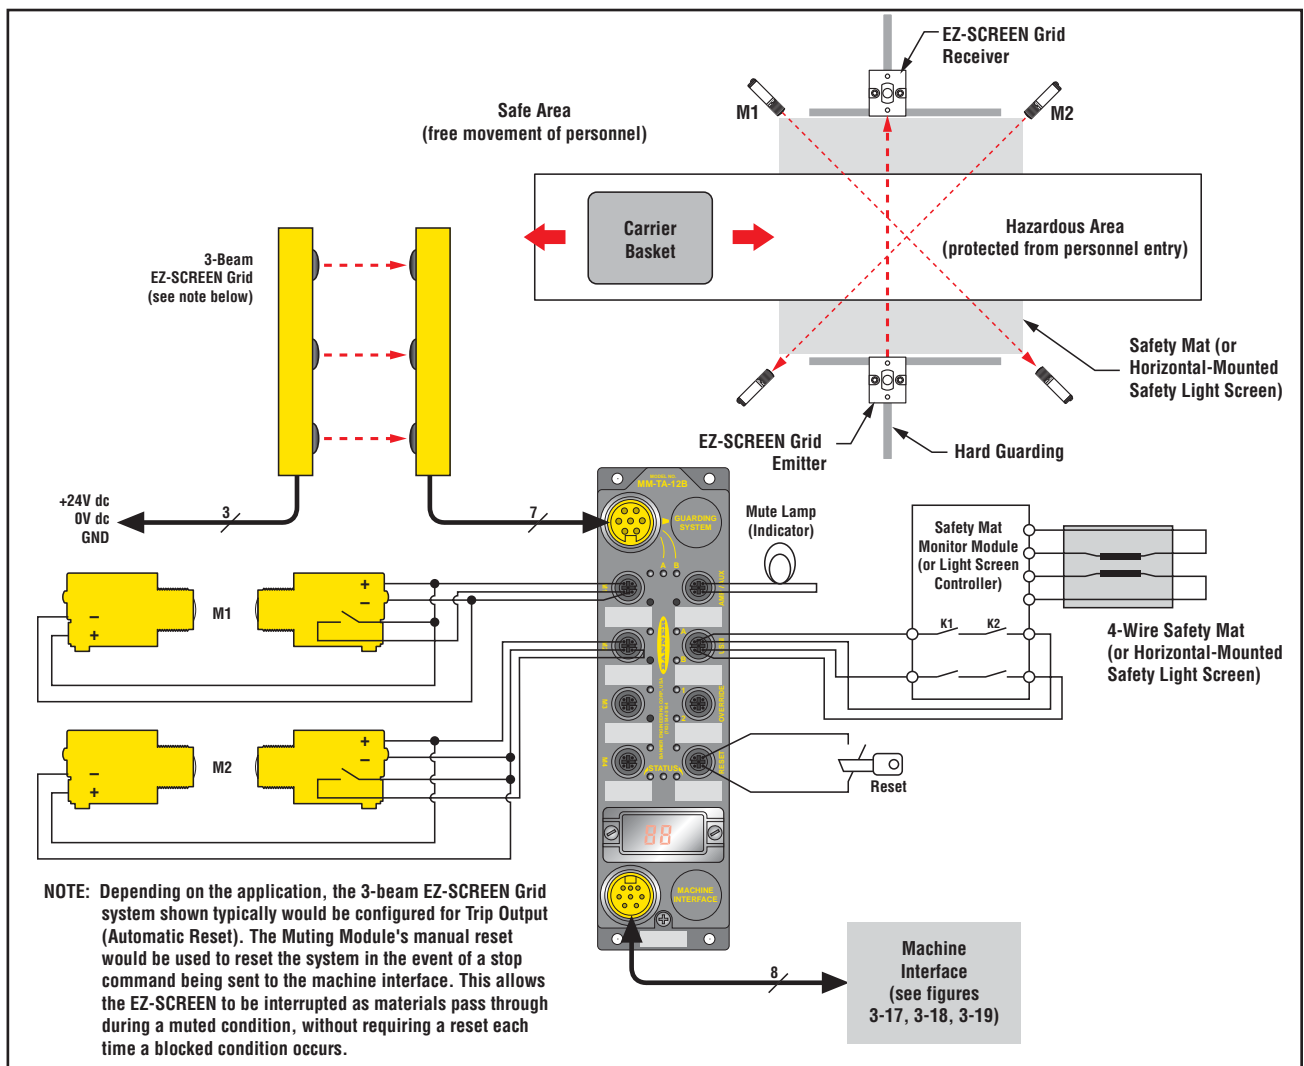 EZ-SCREEN Grid
Receiver
M1
M2
Safe Area
(free movement of personnel)
Carrier
Basket
Hazardous Area
(protected from personnel entry)
3-Beam
EZ-SCREEN Grid
(see note below)
Safety Mat (or
Horizontal-Mounted
Safety Light Screen)
EZ-SCREEN Grid
Emitter
Hard Guarding
+24V dc
0V dc
GND
3
7
MODEL NO.
MM-TA-12B
GUARDING
SYSTEM
A B
Mute Lamp
(Indicator)
Safety Mat
Monitor Module
(or Light Screen
Controller)
K1
K2
4-Wire Safety Mat
(or Horizontal-Mounted
Safety Light Screen)
M1
+
−
−
+
M2
+
−
−
+
M3
M4
BANNER
A
B
1
2
OVERRIDE
RESET
STATUS
Reset
88
MACHINE
INTERFACE
8
Machine
Interface
(see figures
3-17, 3-18, 3-19)
NOTE: Depending on the application, the 3-beam EZ-SCREEN Grid
system shown typically would be configured for Trip Output
(Automatic Reset). The Muting Module's manual reset
would be used to reset the system in the event of a stop
command being sent to the machine interface. This allows
the EZ-SCREEN to be interrupted as materials pass through
during a muted condition, without requiring a reset each
time a blocked condition occurs.